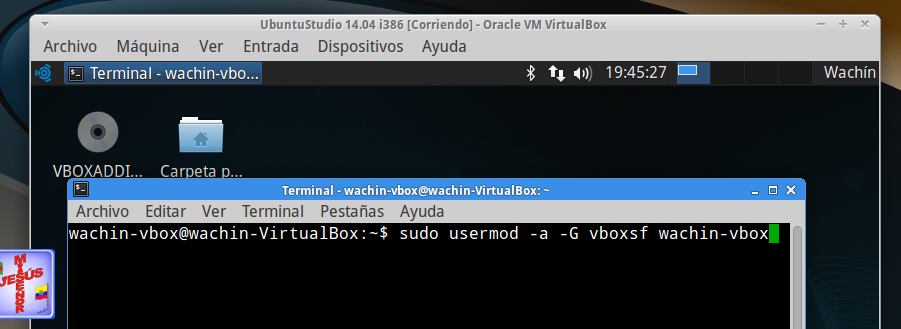 UbuntuStudio 14.04 i386 [Corriendo] - Oracle VM VirtualBox
Archivo Máquina Ver Entrada Dispositivos Ayuda
Terminal - wachin-vbo... 19:45:27 Wachín
VBOXADDI... Carpeta p...
Terminal - wachin-vbox@wachin-VirtualBox: ~
Archivo Editar Ver Terminal Pestañas Ayuda
wachin-vbox@wachin-VirtualBox:~$ sudo usermod -a -G vboxsf wachin-vbox
JESÚS